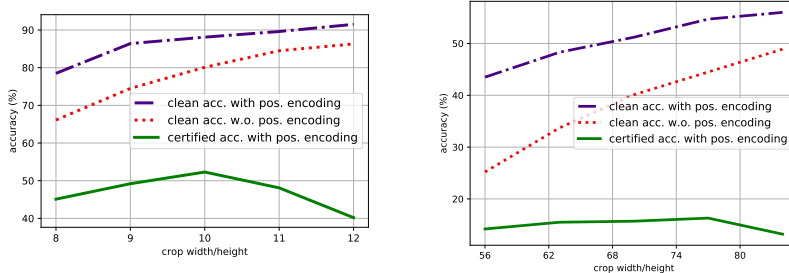 accuracy (%)
90
80
70
60
50
40
clean acc. with pos. encoding
clean acc. w.o. pos. encoding
certified acc. with pos. encoding
8
9
10
11
12
crop width/height
accuracy (%)
50
40
30
20
clean acc. with pos. encoding
clean acc. w.o. pos. encoding
certified acc. with pos. encoding
56
62
68
74
80
crop width/height